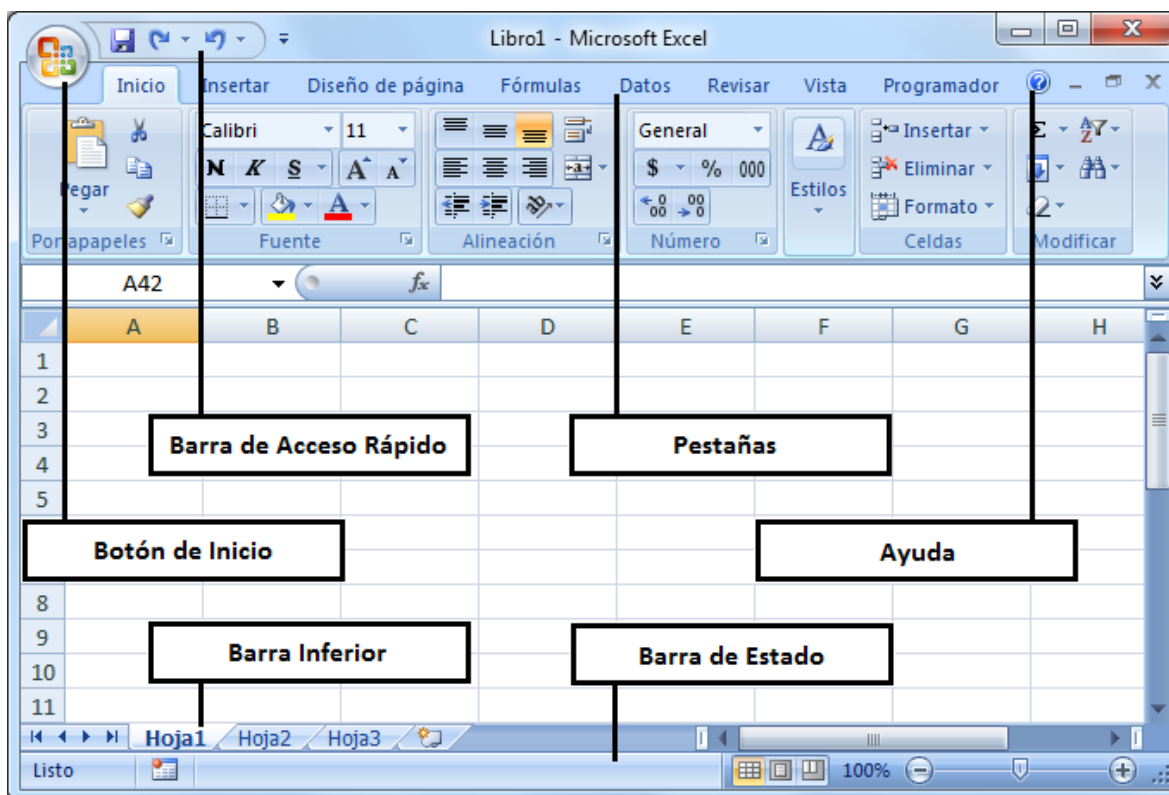 Libro1 - Microsoft Excel
Inicio Insertar Diseño de página Fórmulas Datos Revisar Vista Programador
Calibri 11 General
N K S A A $ % 000
Pegar A Estilos
Insertar
Eliminar
Formato
Portapapeles Fuente Alineación Número Celdas Modificar
A42 fx
A B C D E F G H
1
2
3
Barra de Acceso Rápido Pestañas
4
5
Botón de Inicio Ayuda
8
9
Barra Inferior Barra de Estado
10
11
Hoja1 Hoja2 Hoja3
Listo 100%